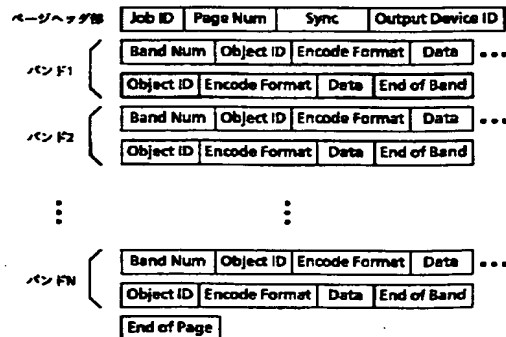 ページヘッダ部 Job ID Page Num Sync Output Device ID
バンド1 Band Num Object ID Encode Format Data •••
Object ID Encode Format Data End of Band
バンド2 Band Num Object ID Encode Format Data •••
Object ID Encode Format Data End of Band
バンドN Band Num Object ID Encode Format Data •••
Object ID Encode Format Data End of Band
End of Page